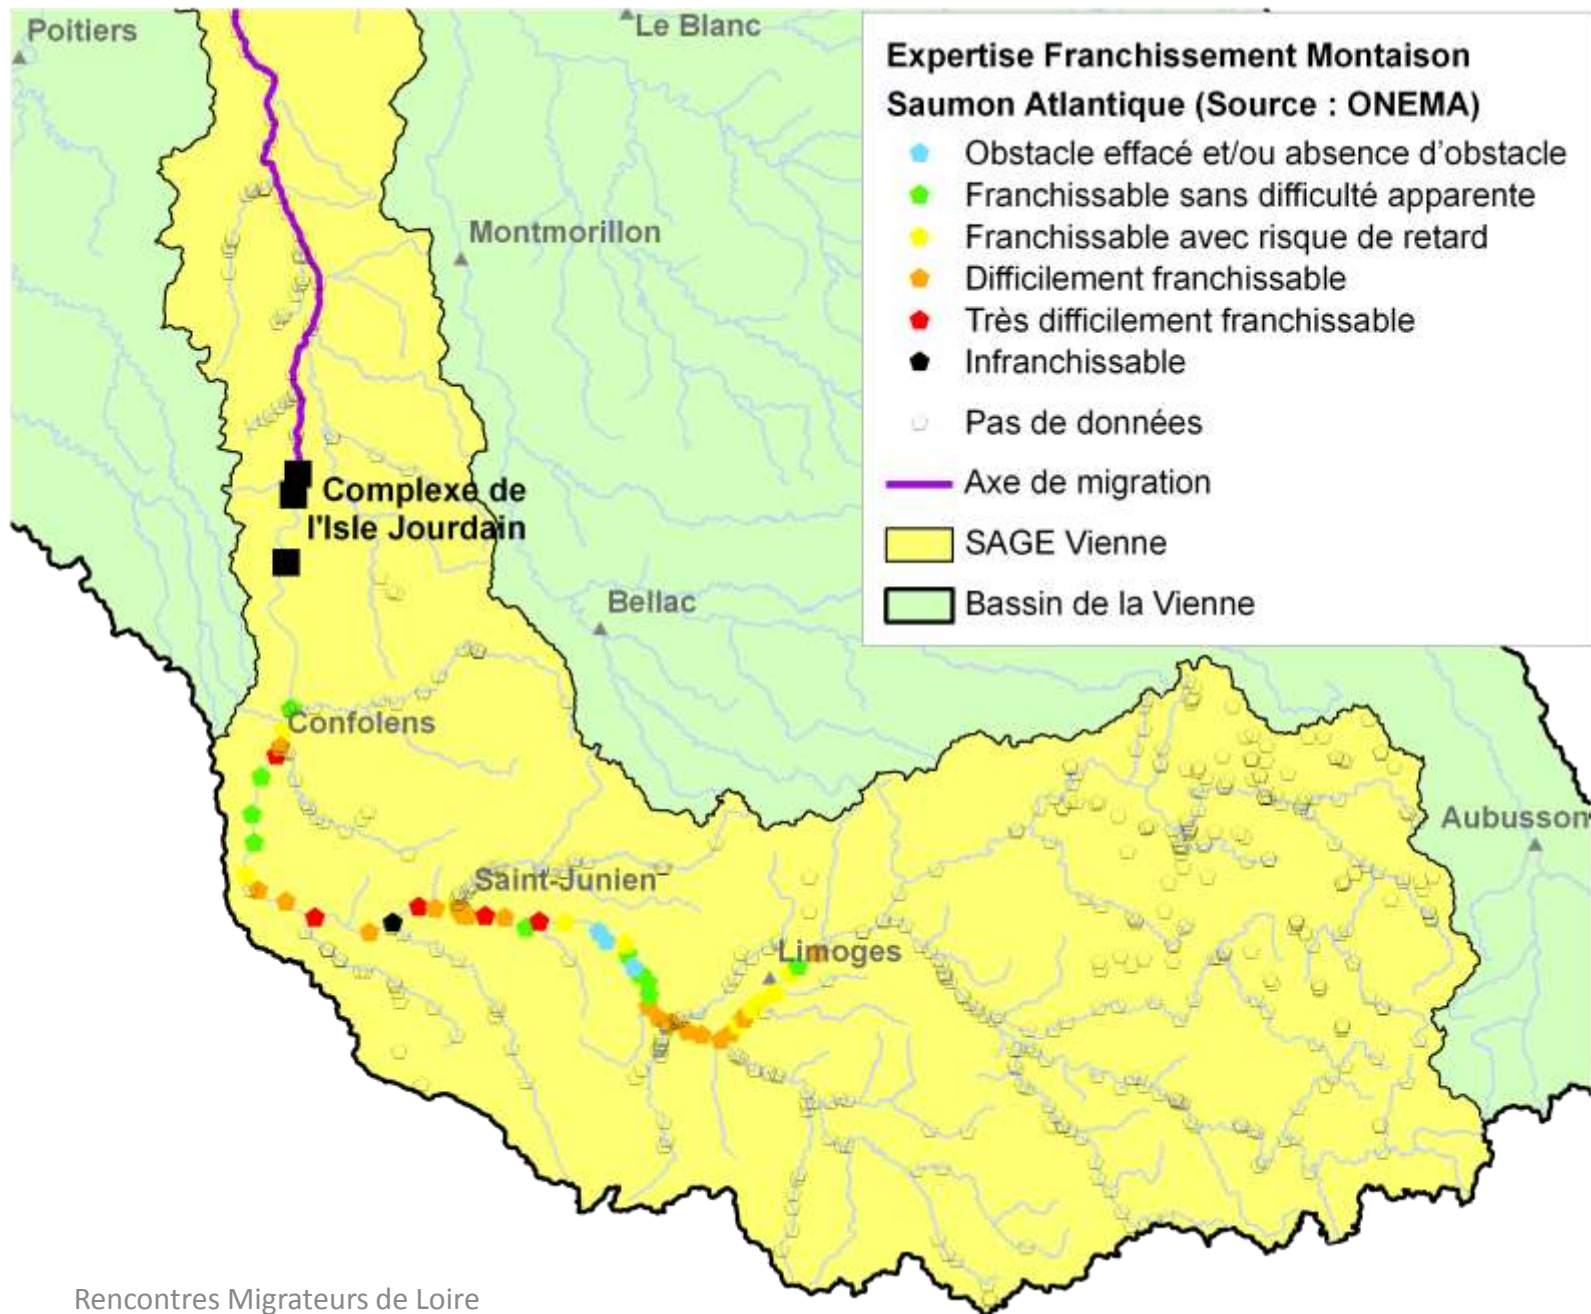 Poitiers
Le Blanc
Montmorillon
Complexe de
l'Isle Jourdain
Bellac
Confolens
Saint-Junien
Limoges
Aubusson
Expertise Franchissement Montaison
Saumon Atlantique (Source : ONEMA)
Obstacle effacé et/ou absence d'obstacle
Franchissable sans difficulté apparente
Franchissable avec risque de retard
Difficilement franchissable
Très difficilement franchissable
Infranchissable
Pas de données
Axe de migration
SAGE Vienne
Bassin de la Vienne
Rencontres Migrateurs de Loire